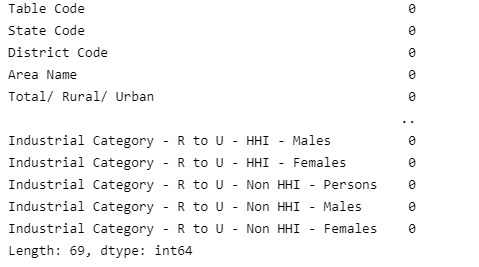 Table Code 0
State Code 0
District Code 0
Area Name 0
Total/ Rural/ Urban 0
..
Industrial Category - R to U - HHI - Males 0
Industrial Category - R to U - HHI - Females 0
Industrial Category - R to U - Non HHI - Persons 0
Industrial Category - R to U - Non HHI - Males 0
Industrial Category - R to U - Non HHI - Females 0
Length: 69, dtype: int64